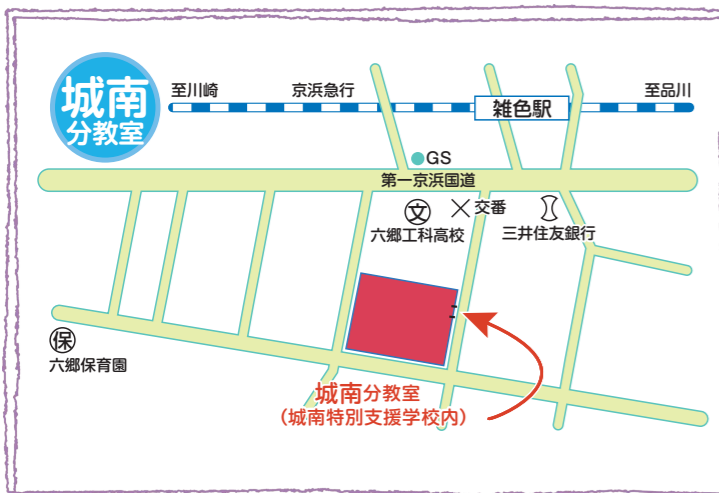 城南
分教室
至川崎
京浜急行
至品川
雑色駅
GS
第一京浜国道
文
交番
六郷工科高校
三井住友銀行
保
六郷保育園
城南分教室
(城南特別支援学校内)